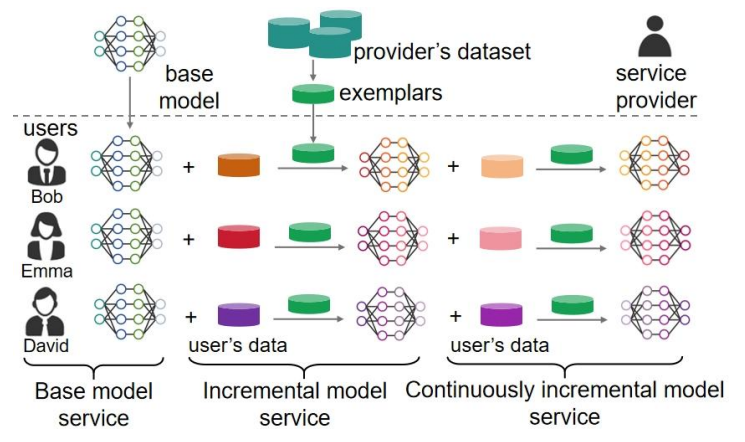 base
model
provider's dataset
exemplars
service
provider
users
Bob
+
+
Emma
+
+
David
+
+
user's data
user's data
Base model
service
Incremental model
service
Continuously incremental model
service